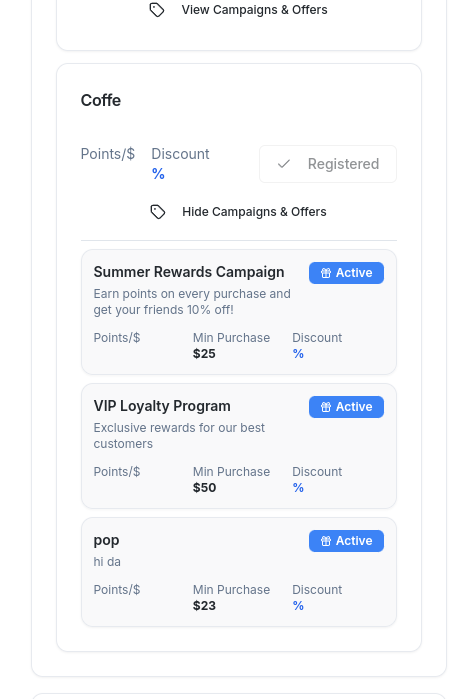 View Campaigns & Offers
Coffe
Points/$ Discount
%
Registered
Hide Campaigns & Offers
Summer Rewards Campaign
Active
Earn points on every purchase and
get your friends 10% off!
Points/$ Min Purchase Discount
$25 %
VIP Loyalty Program
Active
Exclusive rewards for our best
customers
Points/$ Min Purchase Discount
$50 %
pop
Active
hi da
Points/$ Min Purchase Discount
$23 %